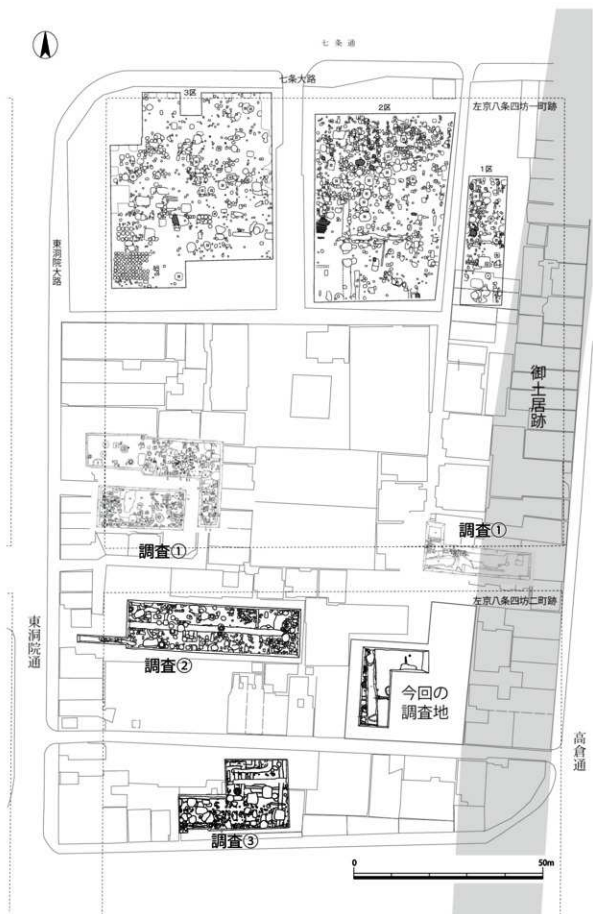 七条通
七条大路
3区
2区
左京八条四坊一町跡
1区
東洞院大路
御土居跡
調査①
調査①
左京八条四坊二町跡
東洞院通
調査②
今回の
調査地
高倉通
調査③
0
50m